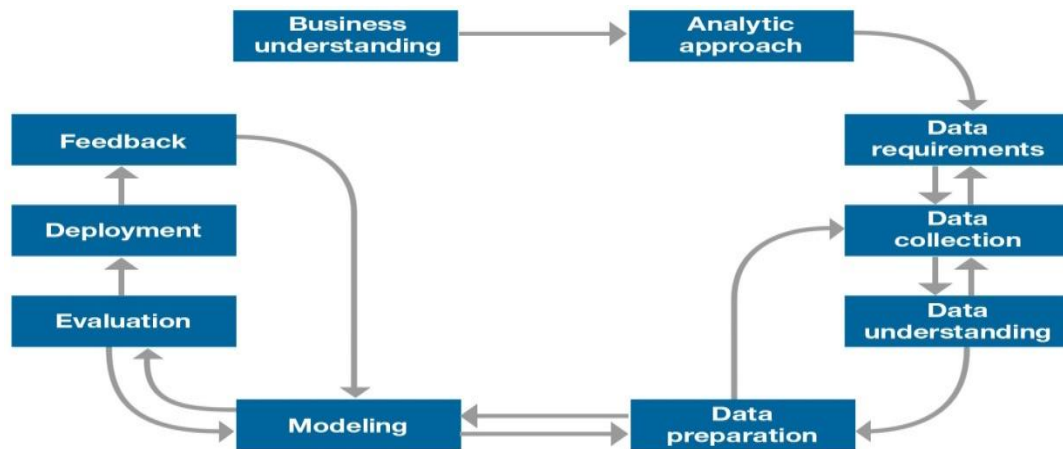 Business
understanding
Analytic
approach
Data
requirements
Data
collection
Data
understanding
Data
preparation
Modeling
Evaluation
Deployment
Feedback